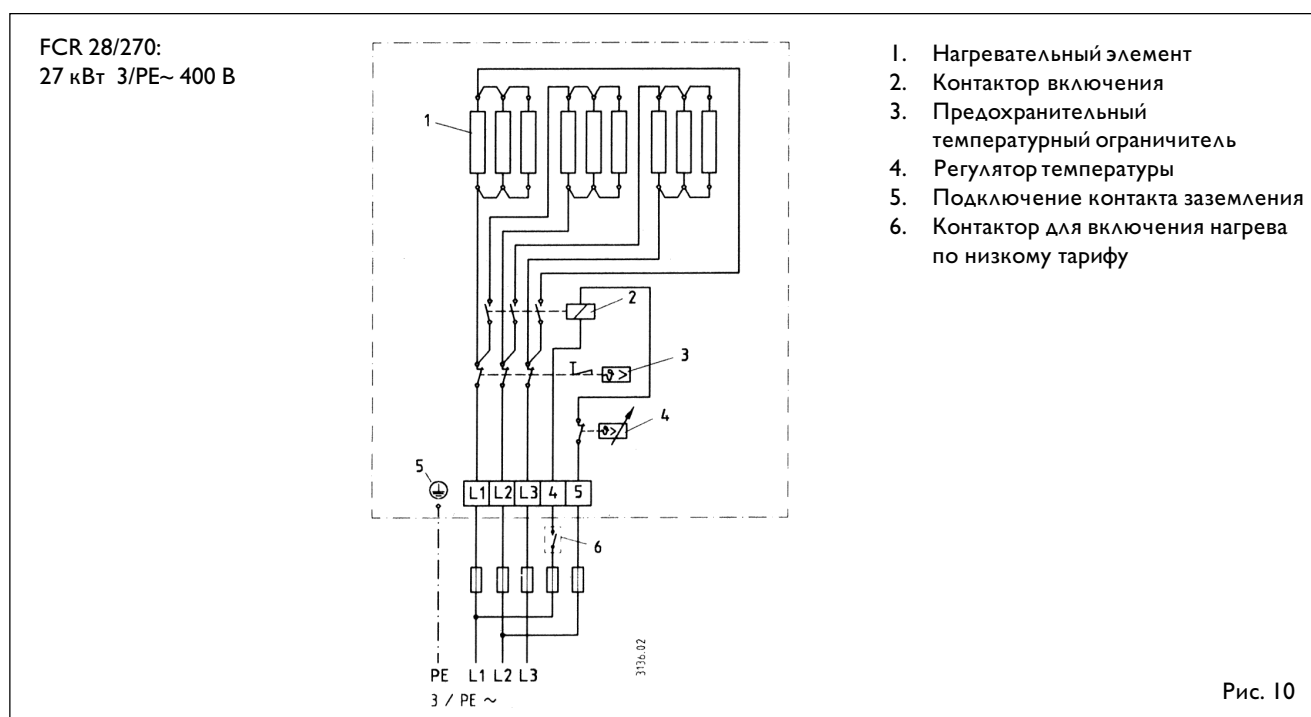 FCR 28/270:
27 кВт 3/PE~ 400 В
1
2
3
4
5
L1 L2 L3 4 5
6
PE L1 L2 L3
3 / PE ~
3136.02
1. Нагревательный элемент
2. Контактор включения
3. Предохранительный
температурный ограничитель
4. Регулятор температуры
5. Подключение контакта заземления
6. Контактор для включения нагрева
по низкому тарифу
Рис. 10